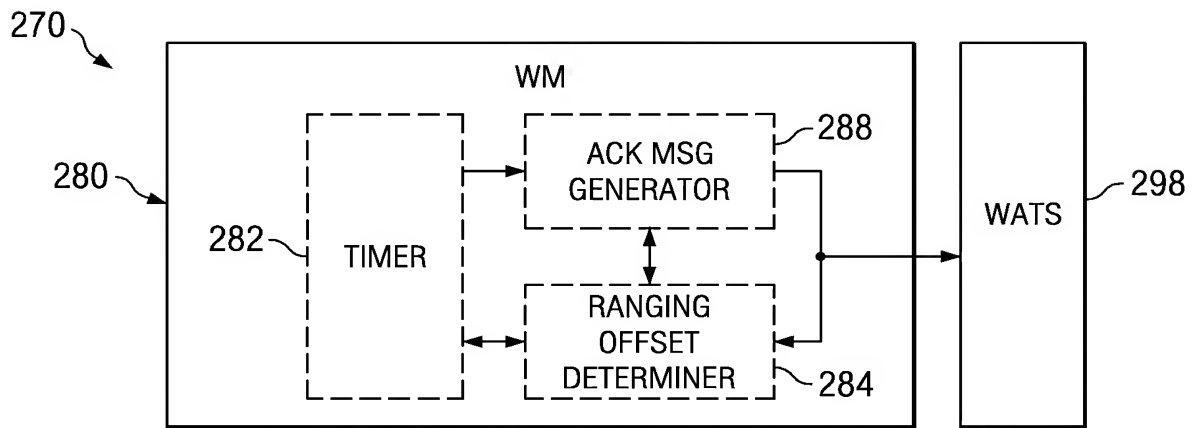 270
WM
280
282
TIMER
ACK MSG
GENERATOR
288
RANGING
OFFSET
DETERMINER
284
WATS
298